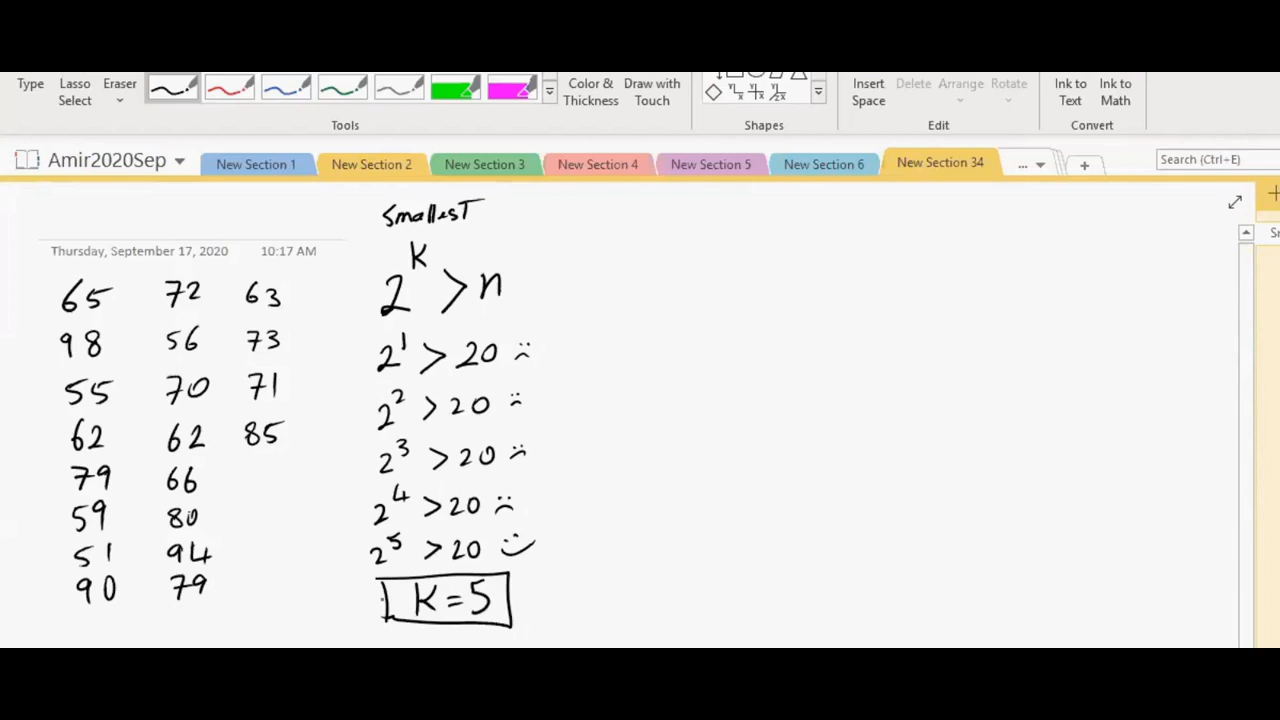 Type Lasso Select Eraser Color & Thickness Draw with Touch Insert Space Delete Arrange Rotate Ink to Text Ink to Math
Tools Shapes Edit Convert
Amir2020Sep New Section 1 New Section 2 New Section 3 New Section 4 New Section 5 New Section 6 New Section 34 ... Search (Ctrl+E)
Thursday, September 17, 2020 10:17 AM
65 72 63
98 56 73
55 70 71
62 62 85
79 66
59 80
51 94
90 79
smallest
2^k > n
2^1 > 20 :(
2^2 > 20 :(
2^3 > 20 :(
2^4 > 20 :(
2^5 > 20 :)
K = 5